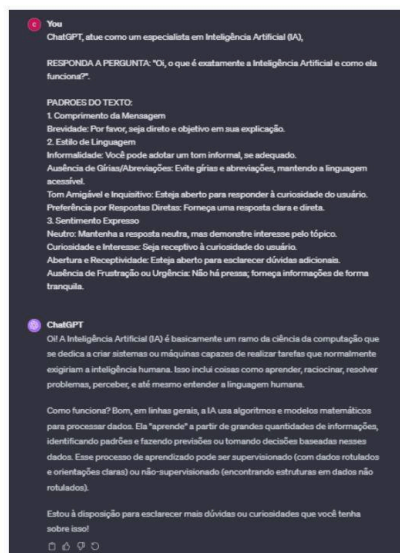 C You
ChatGPT, atue como um especialista em Inteligência Artificial (IA),
RESPONDA A PERGUNTA: "Oi, o que é exatamente a Inteligência Artificial e como ela
funciona?".
PADROES DO TEXTO:
1. Comprimento da Mensagem
Brevidade: Por favor, seja direto e objetivo em sua explicação.
2. Estilo de Linguagem
Informalidade: Você pode adotar um tom informal, se adequado.
Ausência de Gírias/Abreviações: Evite gírias e abreviações, mantendo a linguagem
acessível.
Tom Amigável e Inquisitivo: Esteja aberto para responder à curiosidade do usuário.
Preferência por Respostas Diretas: Forneça uma resposta clara e direta.
3. Sentimento Expresso
Neutro: Mantenha a resposta neutra, mas demonstre interesse pelo tópico.
Curiosidade e Interesse: Seja receptivo à curiosidade do usuário.
Abertura e Receptividade: Esteja aberto para esclarecer dúvidas adicionais.
Ausência de Frustração ou Urgência: Não há pressa; forneça informações de forma
tranquila.
ChatGPT
Oi! A Inteligência Artificial (IA) é basicamente um ramo da ciência da computação que
se dedica a criar sistemas ou máquinas capazes de realizar tarefas que normalmente
exigiriam a inteligência humana. Isso inclui coisas como aprender, raciocinar, resolver
problemas, perceber, e até mesmo entender a linguagem humana.
Como funciona? Bom, em linhas gerais, a IA usa algoritmos e modelos matemáticos
para processar dados. Ela "aprende" a partir de grandes quantidades de informações,
identificando padrões e fazendo previsões ou tomando decisões baseadas nesses
dados. Esse processo de aprendizado pode ser supervisionado (com dados rotulados
e orientações claras) ou não-supervisionado (encontrando estruturas em dados não
rotulados).
Estou à disposição para esclarecer mais dúvidas ou curiosidades que você tenha
sobre isso!